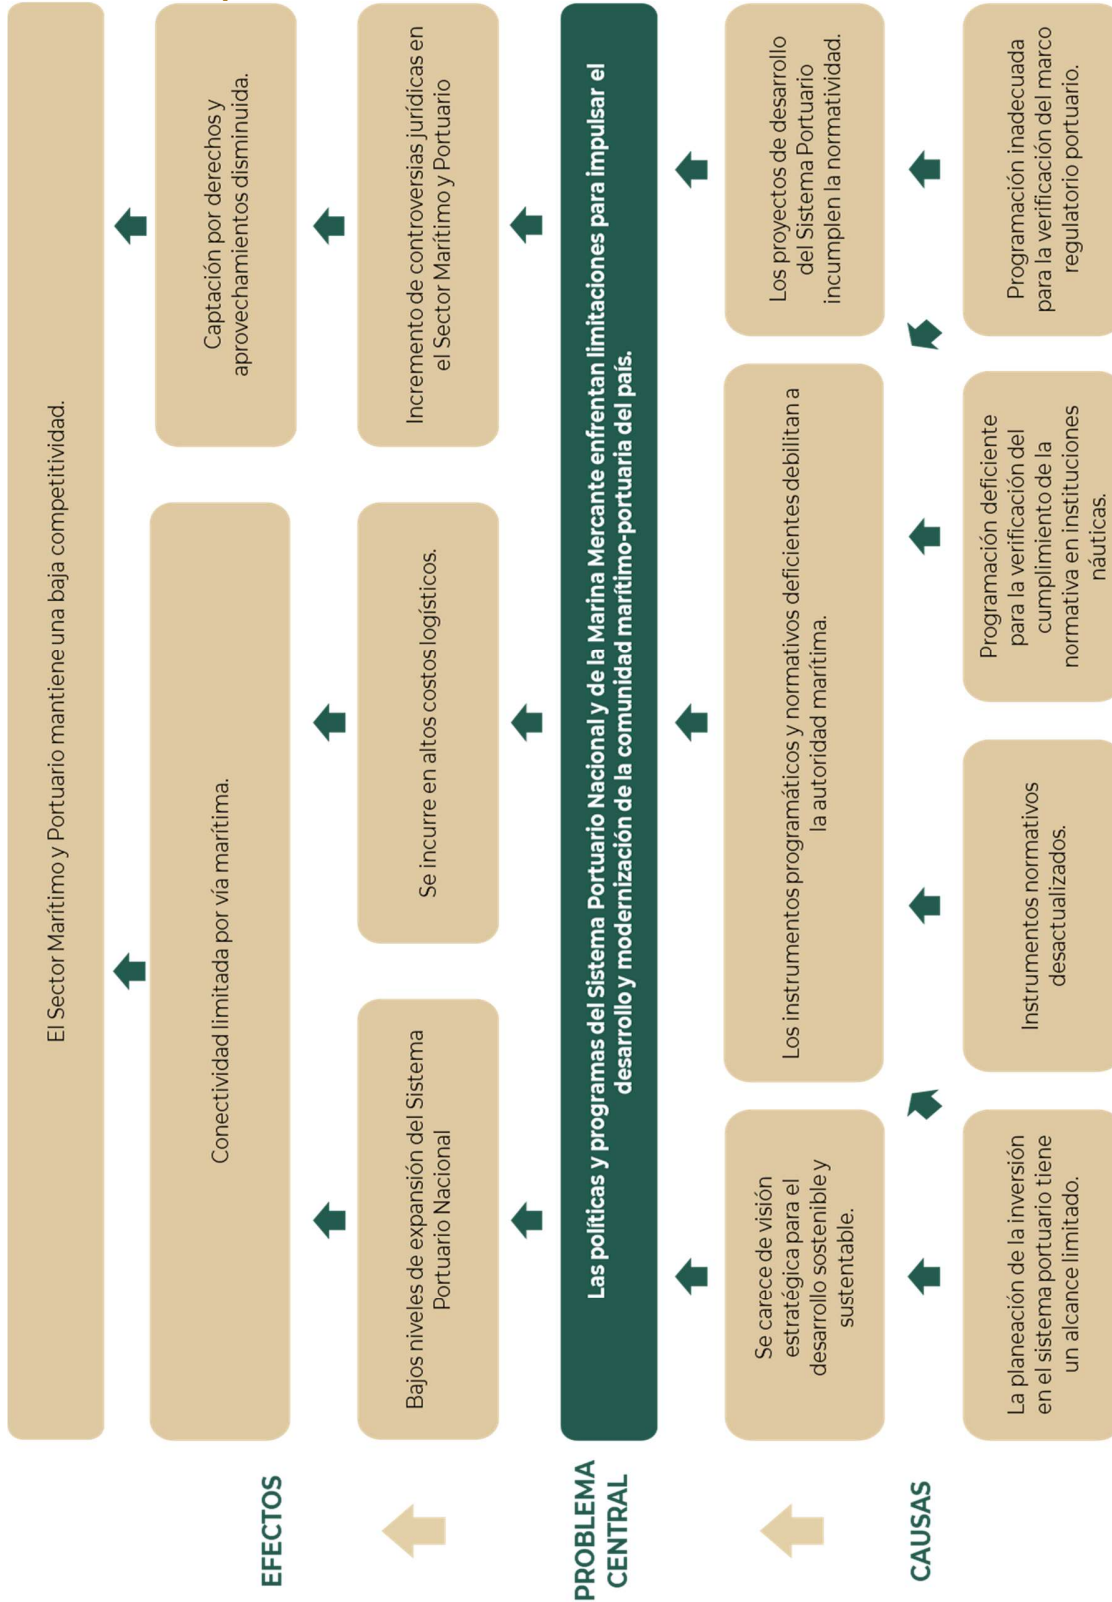 EFECTOS
El Sector Marítimo y Portuario mantiene una baja competitividad.
Conectividad limitada por vía marítima.
Captación por derechos y
aprovechamientos disminuida.
Bajos niveles de expansión del Sistema
Portuario Nacional
Se incurre en altos costos logísticos.
Incremento de controversias jurídicas en
el Sector Marítimo y Portuario
PROBLEMA
CENTRAL
Las políticas y programas del Sistema Portuario Nacional y de la Marina Mercante enfrentan limitaciones para impulsar el
desarrollo y modernización de la comunidad marítimo-portuaria del país.
CAUSAS
Se carece de visión
estratégica para el
desarrollo sostenible y
sustentable.
Los instrumentos programáticos y normativos deficientes debilitan a
la autoridad marítima.
Los proyectos de desarrollo
del Sistema Portuario
incumplen la normatividad.
La planeación de la inversión
en el sistema portuario tiene
un alcance limitado.
Instrumentos normativos
desactualizados.
Programación deficiente
para la verificación del
cumplimiento de la
normativa en instituciones
náuticas.
Programación inadecuada
para la verificación del marco
regulatorio portuario.